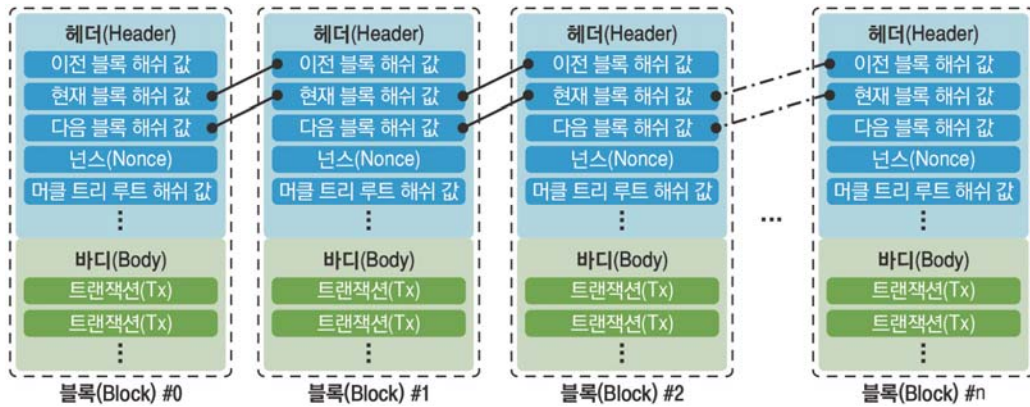 헤더(Header)
이전 블록 해쉬 값
현재 블록 해쉬 값
다음 블록 해쉬 값
넌스(Nonce)
머클 트리 루트 해쉬 값
바디(Body)
트랜잭션(Tx)
트랜잭션(Tx)
블록(Block) #0
헤더(Header)
이전 블록 해쉬 값
현재 블록 해쉬 값
다음 블록 해쉬 값
넌스(Nonce)
머클 트리 루트 해쉬 값
바디(Body)
트랜잭션(Tx)
트랜잭션(Tx)
블록(Block) #1
헤더(Header)
이전 블록 해쉬 값
현재 블록 해쉬 값
다음 블록 해쉬 값
넌스(Nonce)
머클 트리 루트 해쉬 값
바디(Body)
트랜잭션(Tx)
트랜잭션(Tx)
블록(Block) #2
...
헤더(Header)
이전 블록 해쉬 값
현재 블록 해쉬 값
다음 블록 해쉬 값
넌스(Nonce)
머클 트리 루트 해쉬 값
바디(Body)
트랜잭션(Tx)
트랜잭션(Tx)
블록(Block) #n